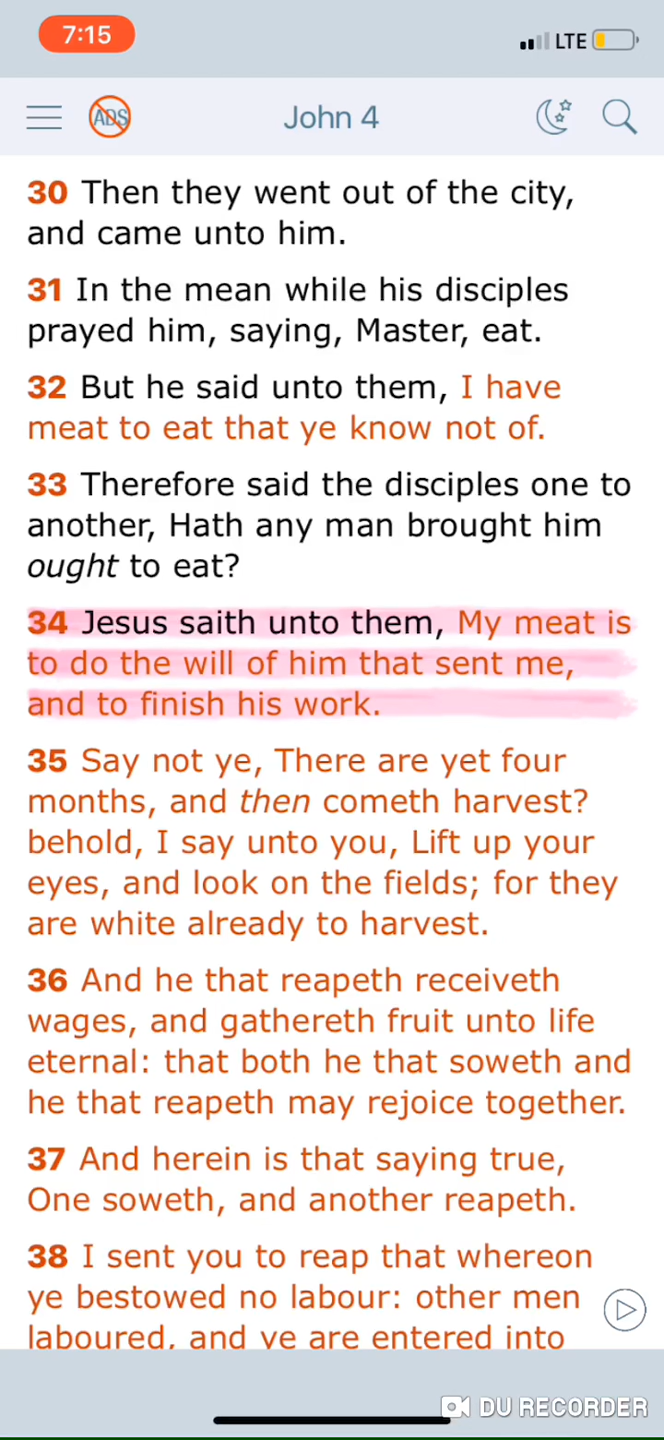 7:15
LTE
ADS
John 4
30 Then they went out of the city,
and came unto him.
31 In the mean while his disciples
prayed him, saying, Master, eat.
32 But he said unto them, I have
meat to eat that ye know not of.
33 Therefore said the disciples one to
another, Hath any man brought him
ought to eat?
34 Jesus saith unto them, My meat is
to do the will of him that sent me,
and to finish his work.
35 Say not ye, There are yet four
months, and then cometh harvest?
behold, I say unto you, Lift up your
eyes, and look on the fields; for they
are white already to harvest.
36 And he that reapeth receiveth
wages, and gathereth fruit unto life
eternal: that both he that soweth and
he that reapeth may rejoice together.
37 And herein is that saying true,
One soweth, and another reapeth.
38 I sent you to reap that whereon
ye bestowed no labour: other men
laboured, and ye are entered into
DU RECORDER